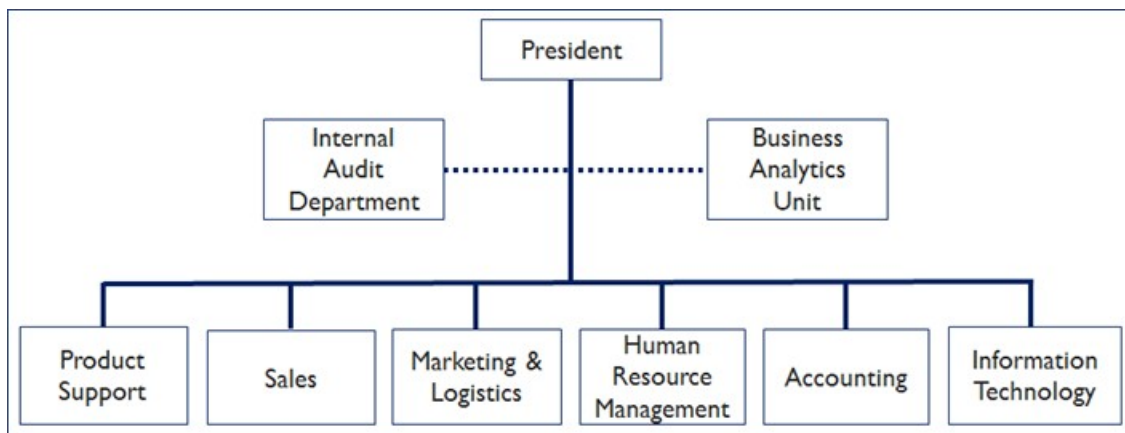 President
Internal
Audit
Department
Business
Analytics
Unit
Product
Support
Sales
Marketing &
Logistics
Human
Resource
Management
Accounting
Information
Technology